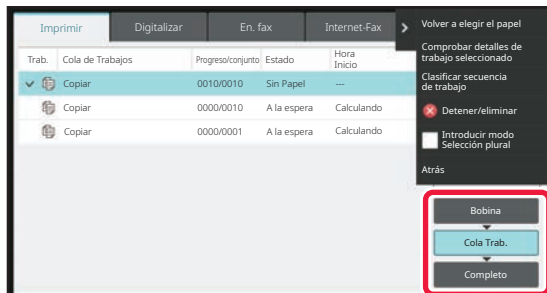 Imprimir Digitalizar En. fax Internet-Fax
Trab. Cola de Trabajos Progreso/conjunto Estado Hora Inicio
Copiar 0010/0010 Sin Papel ---
Copiar 0000/0010 A la espera Calculando
Copiar 0000/0001 A la espera Calculando
Volver a elegir el papel
Comprobar detalles de
trabajo seleccionado
Clasificar secuencia
de trabajo
Detener/eliminar
Introducir modo
Selección plural
Atrás
Bobina
Cola Trab.
Completo